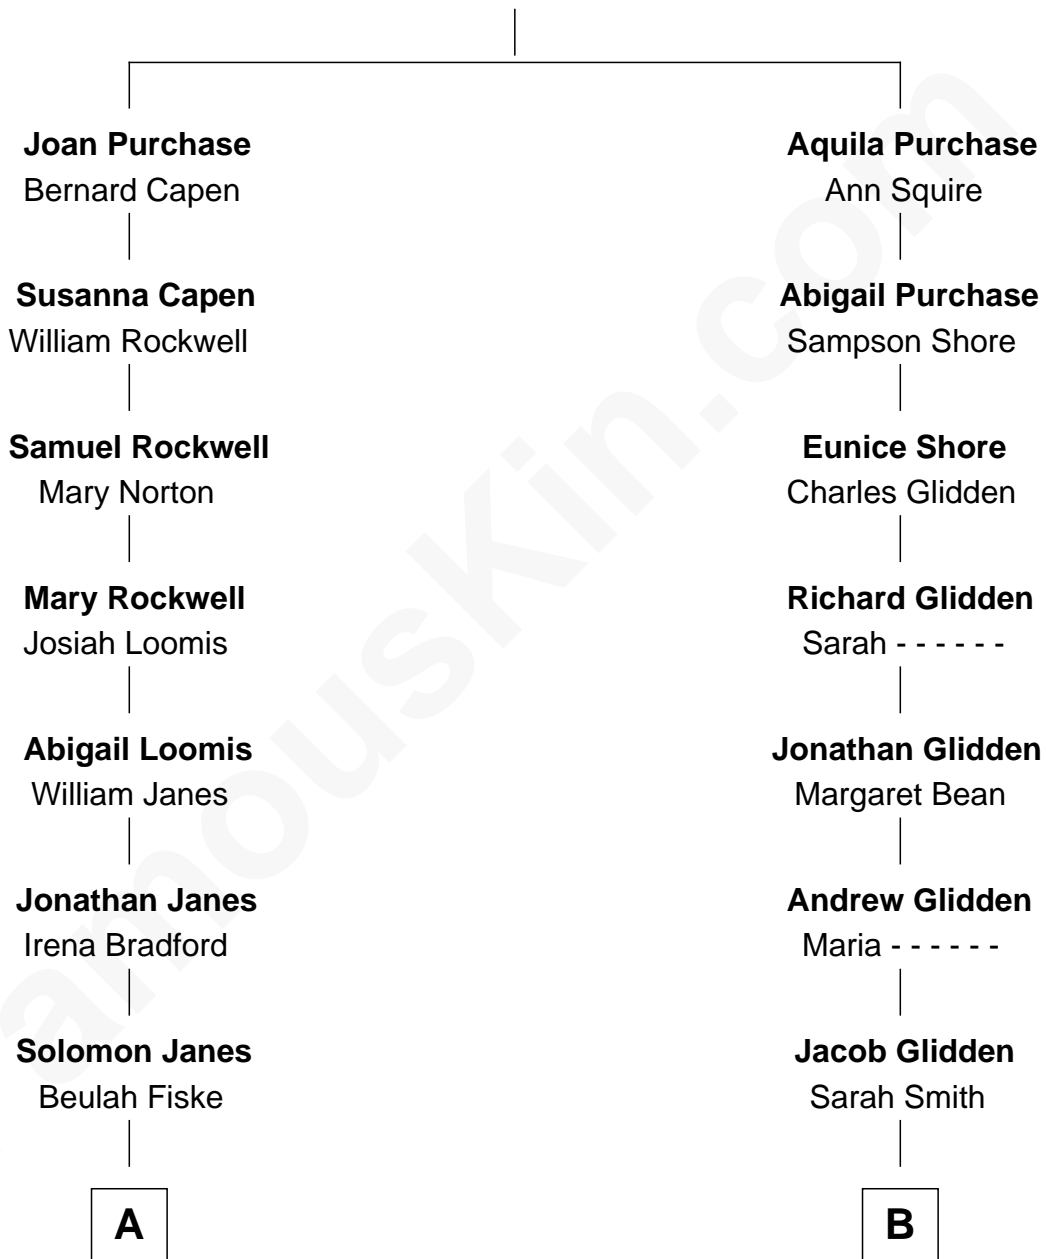 Joan Purchase
Bernard Capen
Susanna Capen
William Rockwell
Samuel Rockwell
Mary Norton
Mary Rockwell
Josiah Loomis
Abigail Loomis
William Janes
Jonathan Janes
Irena Bradford
Solomon Janes
Beulah Fiske
A
Aquila Purchase
Ann Squire
Abigail Purchase
Sampson Shore
Eunice Shore
Charles Glidden
Richard Glidden
Sarah - - - - - -
Jonathan Glidden
Margaret Bean
Andrew Glidden
Maria - - - - - -
Jacob Glidden
Sarah Smith
B
amousKin.com